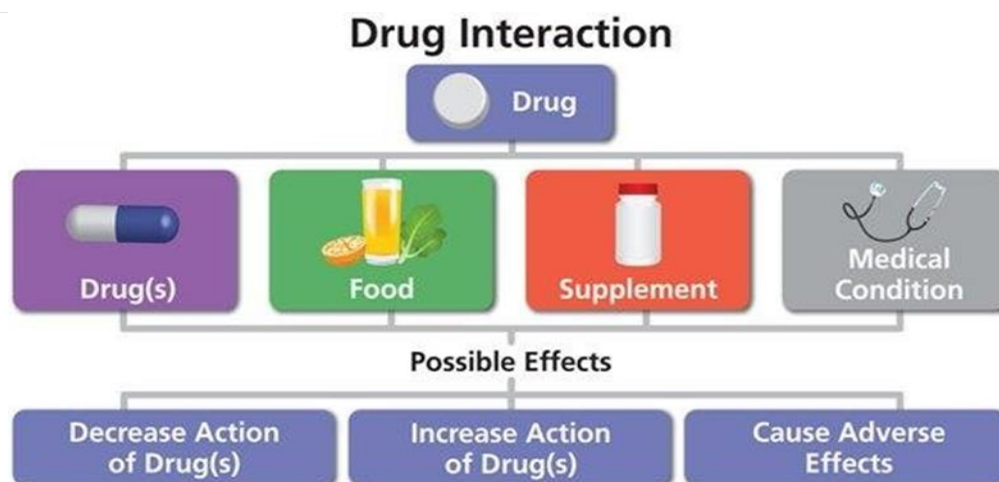 Drug Interaction
Drug
Drug(s)
Food
Supplement
Medical
Condition
Possible Effects
Decrease Action
of Drug(s)
Increase Action
of Drug(s)
Cause Adverse
Effects